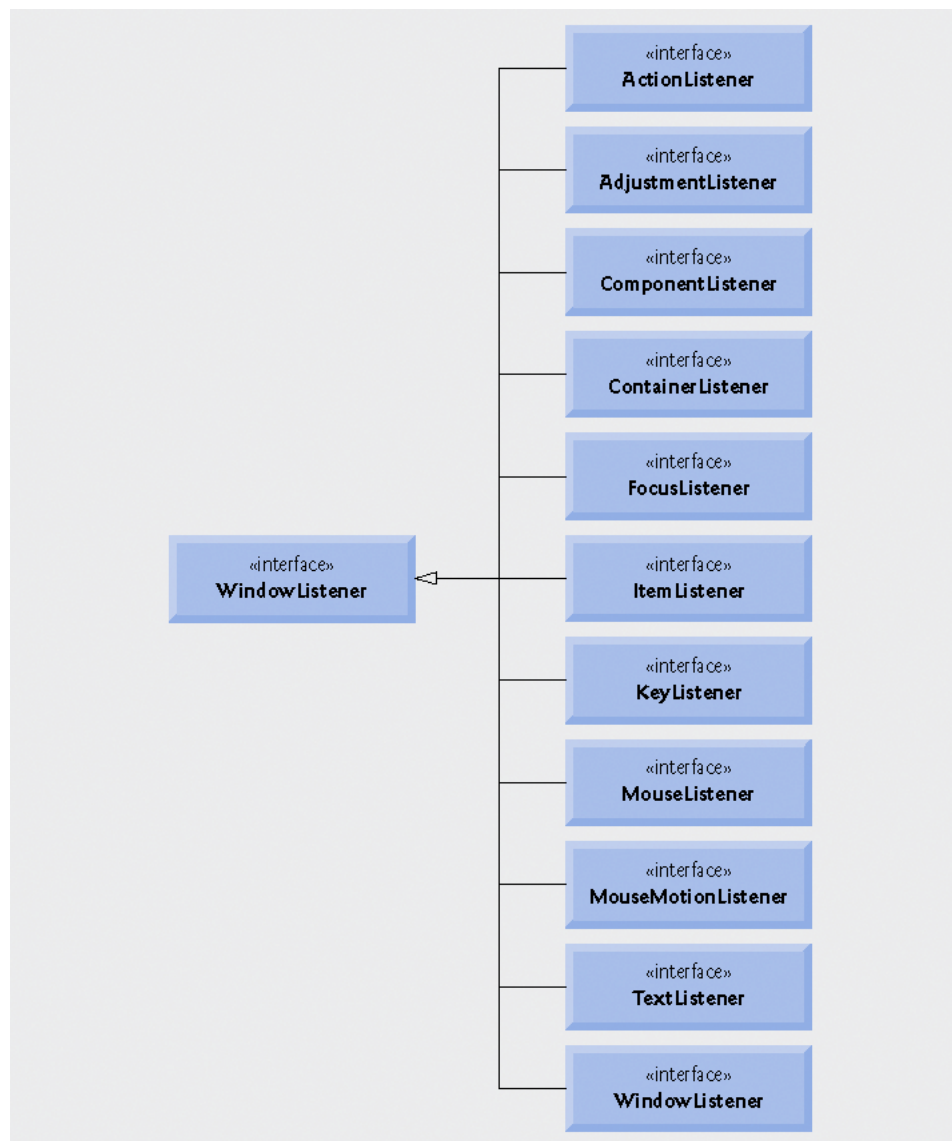 «interface»
ActionListener
«interface»
AdjustmentListener
«interface»
ComponentListener
«interface»
ContainerListener
«interface»
FocusListener
«interface»
WindowListener
«interface»
ItemListener
«interface»
KeyListener
«interface»
MouseListener
«interface»
MouseMotionListener
«interface»
TextListener
«interface»
WindowListener